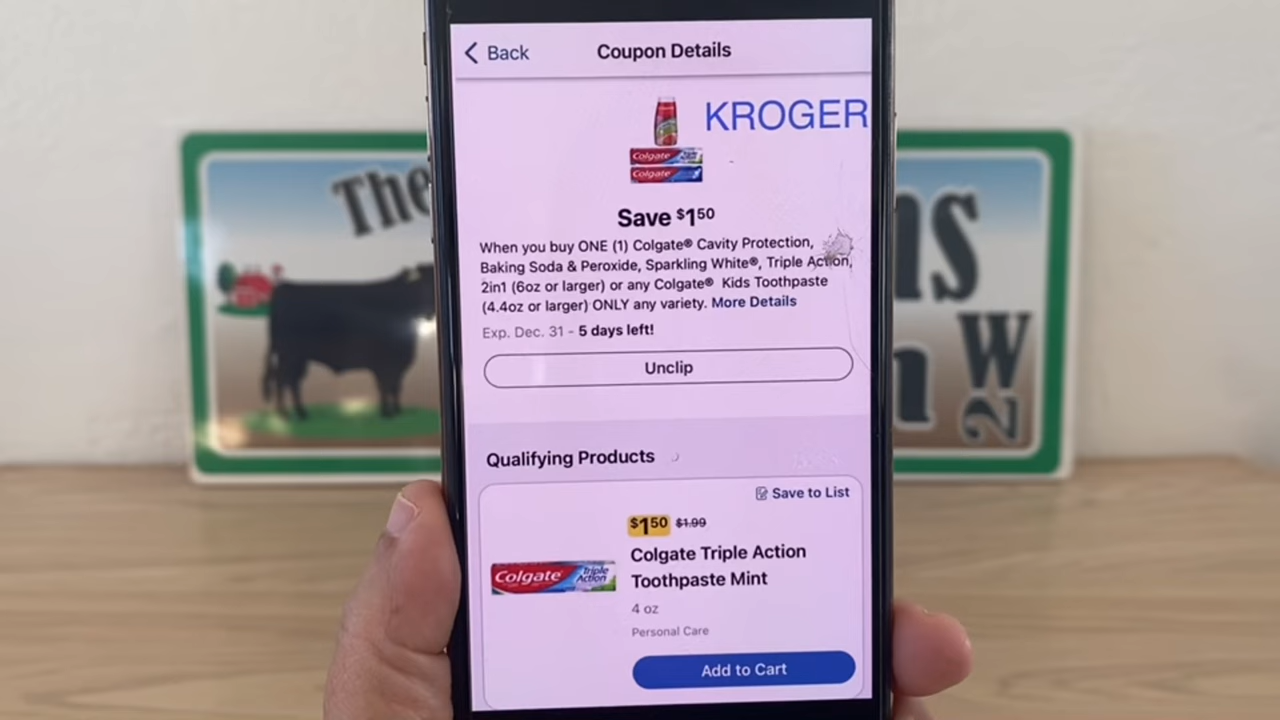 Back
Coupon Details
KROGER
Colgate
Colgate
Save $1.50
When you buy ONE (1) Colgate® Cavity Protection,
Baking Soda & Peroxide, Sparkling White®, Triple Action,
2in1 (6oz or larger) or any Colgate® Kids Toothpaste
(4.4oz or larger) ONLY any variety. More Details
Exp. Dec. 31 - 5 days left!
Unclip
Qualifying Products
Save to List
$1.50 $1.99
Colgate Triple Action
Toothpaste Mint
4 oz
Personal Care
Add to Cart
Colgate Triple Action
The
W